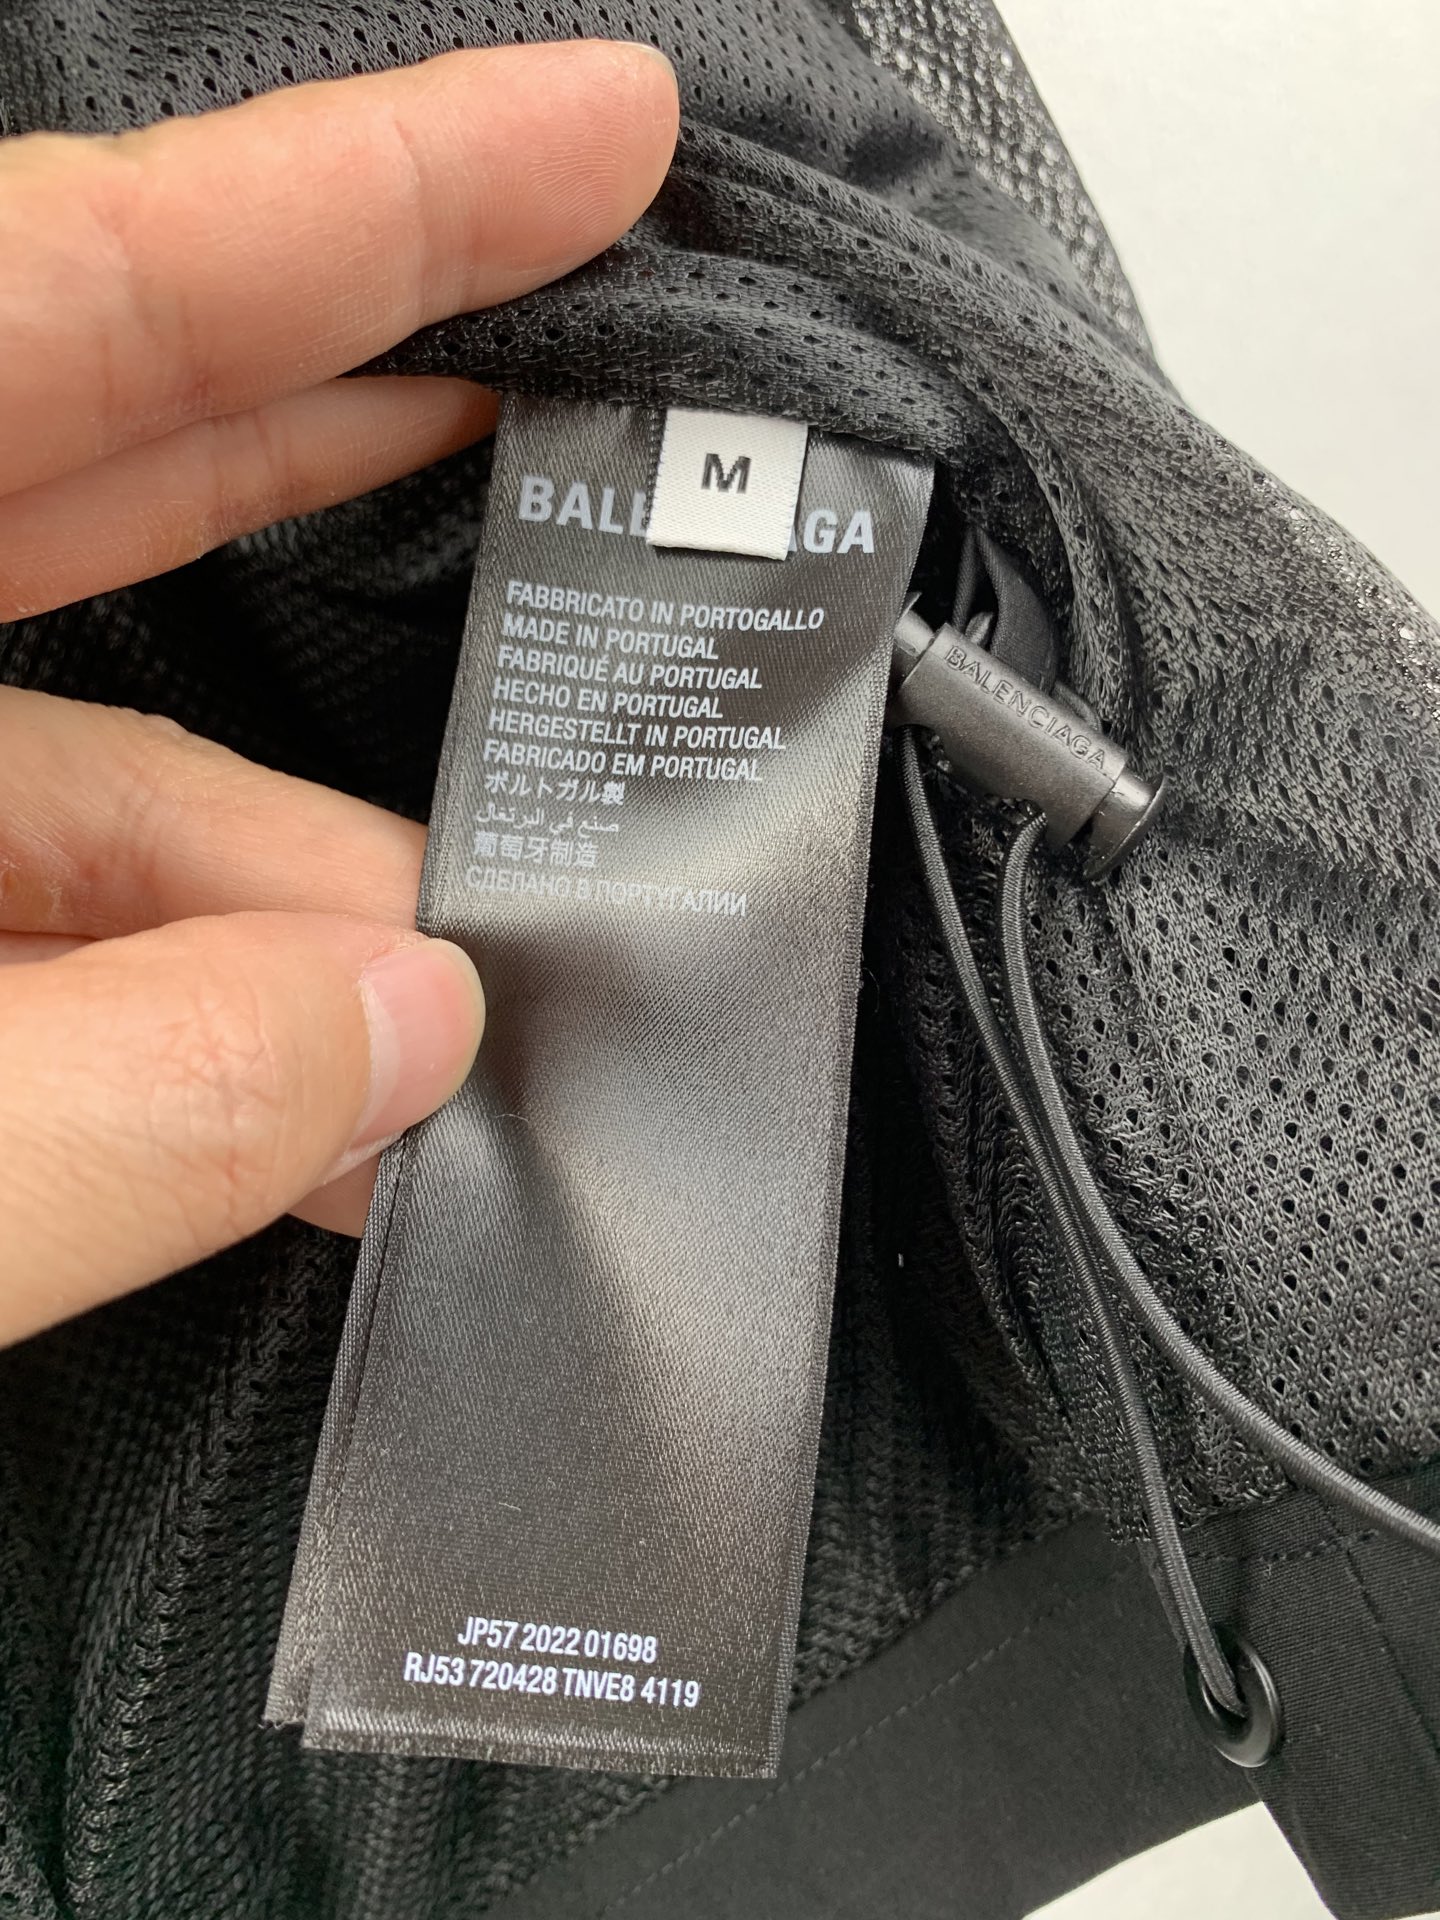 M
BALE AGA
FABBRICATO IN PORTOGALLO
MADE IN PORTUGAL
FABRIQUÉ AU PORTUGAL
HECHO EN PORTUGAL
HERGESTELLT IN PORTUGAL
FABRICADO EM PORTUGAL
ポルトガル製
صنع في البرتغال
葡萄牙制造
СДЕЛАНО В ПОРТУГАЛИИ
BALENCIAGA
JP57 2022 01698
RJ53 720428 TNVE8 4119